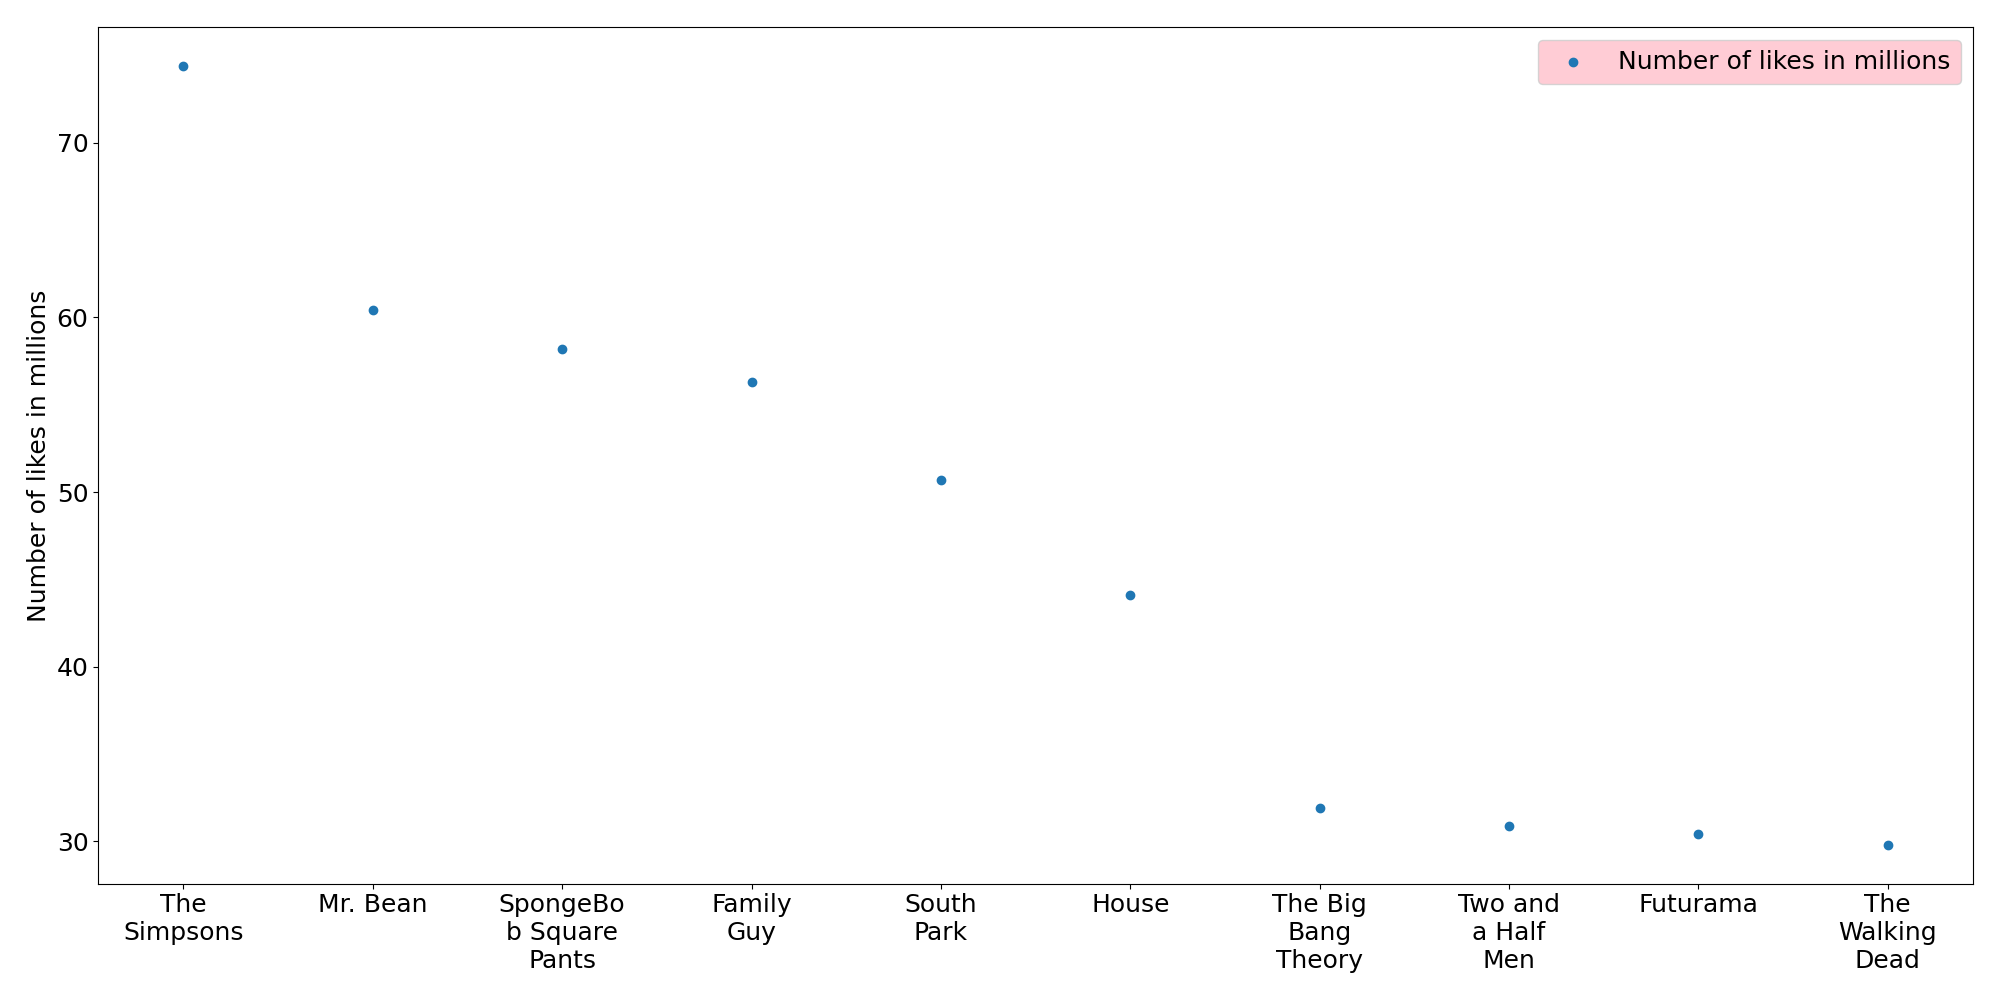 Number of likes in millions
Number of likes in millions
70
60
50
40
30
The
Simpsons
Mr. Bean
SpongeBo
b Square
Pants
Family
Guy
South
Park
House
The Big
Bang
Theory
Two and
a Half
Men
Futurama
The
Walking
Dead